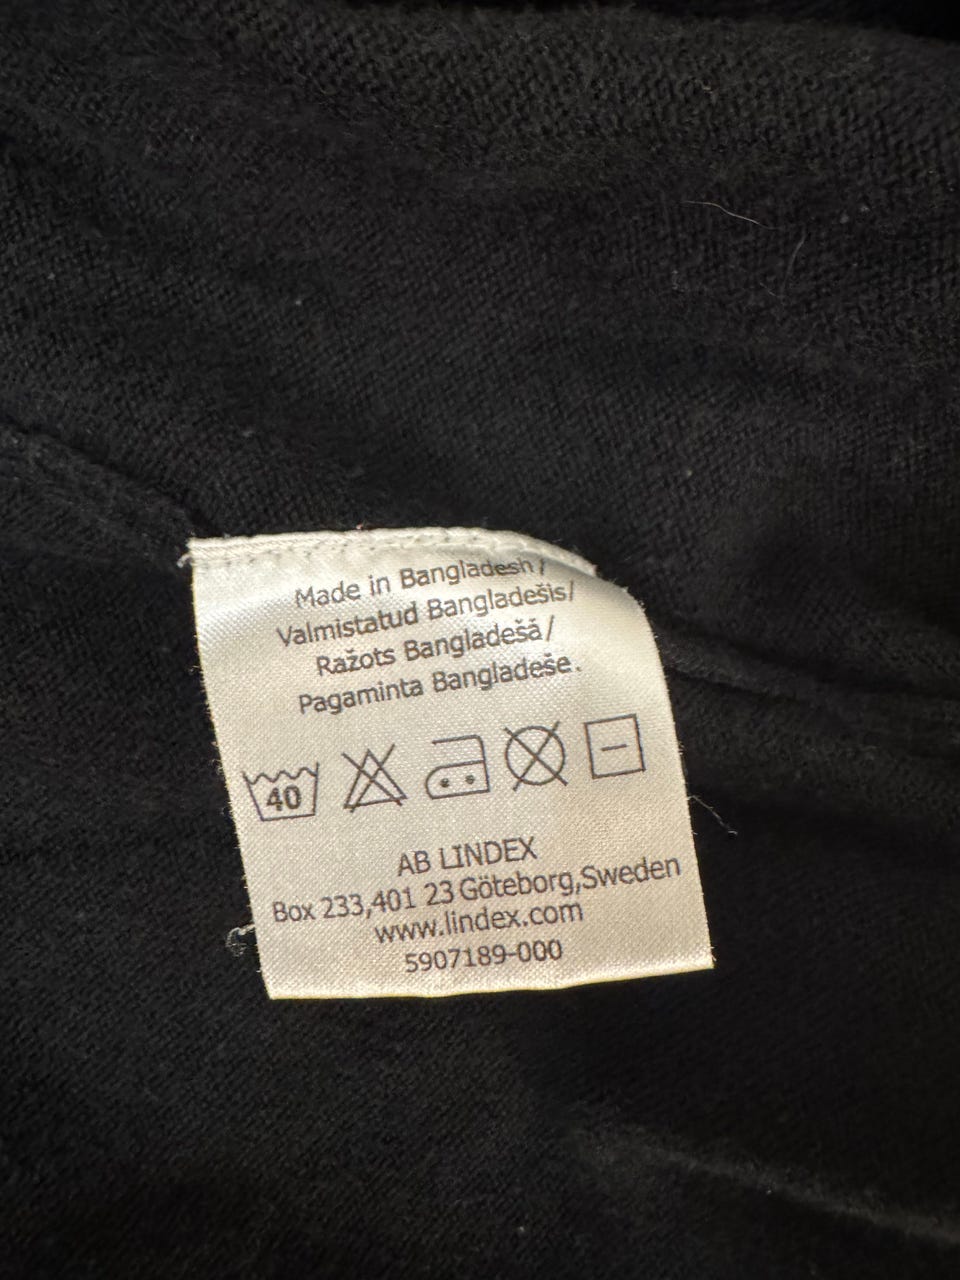 Made in Bangladesh/
Valmistatud Bangladešis/
Ražots Bangladešā/
Pagaminta Bangladeše.
40
AB LINDEX
Box 233,401 23 Göteborg,Sweden
www.lindex.com
5907189-000